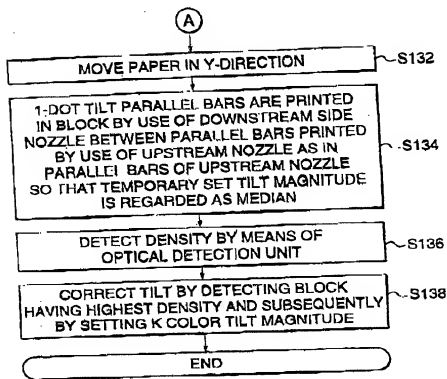 A
MOVE PAPER IN Y-DIRECTION
S132
1-DOT TILT PARALLEL BARS ARE PRINTED
IN BLOCK BY USE OF DOWNSTREAM SIDE
NOZZLE BETWEEN PARALLEL BARS PRINTED
BY USE OF UPSTREAM NOZZLE AS IN
PARALLEL BARS OF UPSTREAM NOZZLE
SO THAT TEMPORARY SET TILT MAGNITUDE
IS REGARDED AS MEDIAN
S134
DETECT DENSITY BY MEANS OF
OPTICAL DETECTION UNIT
S136
CORRECT TILT BY DETECTING BLOCK
HAVING HIGHEST DENSITY AND SUBSEQUENTLY
BY SETTING K COLOR TILT MAGNITUDE
S138
END